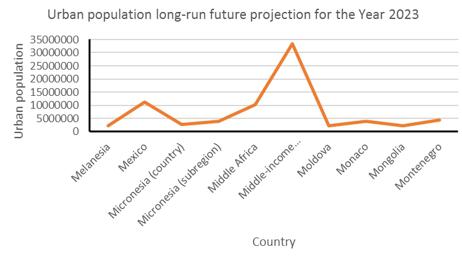 Urban population long-run future projection for the Year 2023
Urban population
35000000
30000000
25000000
20000000
15000000
10000000
5000000
0
Melanesia
Mexico
Micronesia (country)
Micronesia (subregion)
Middle Africa
Middle-income...
Moldova
Monaco
Mongolia
Montenegro
Country